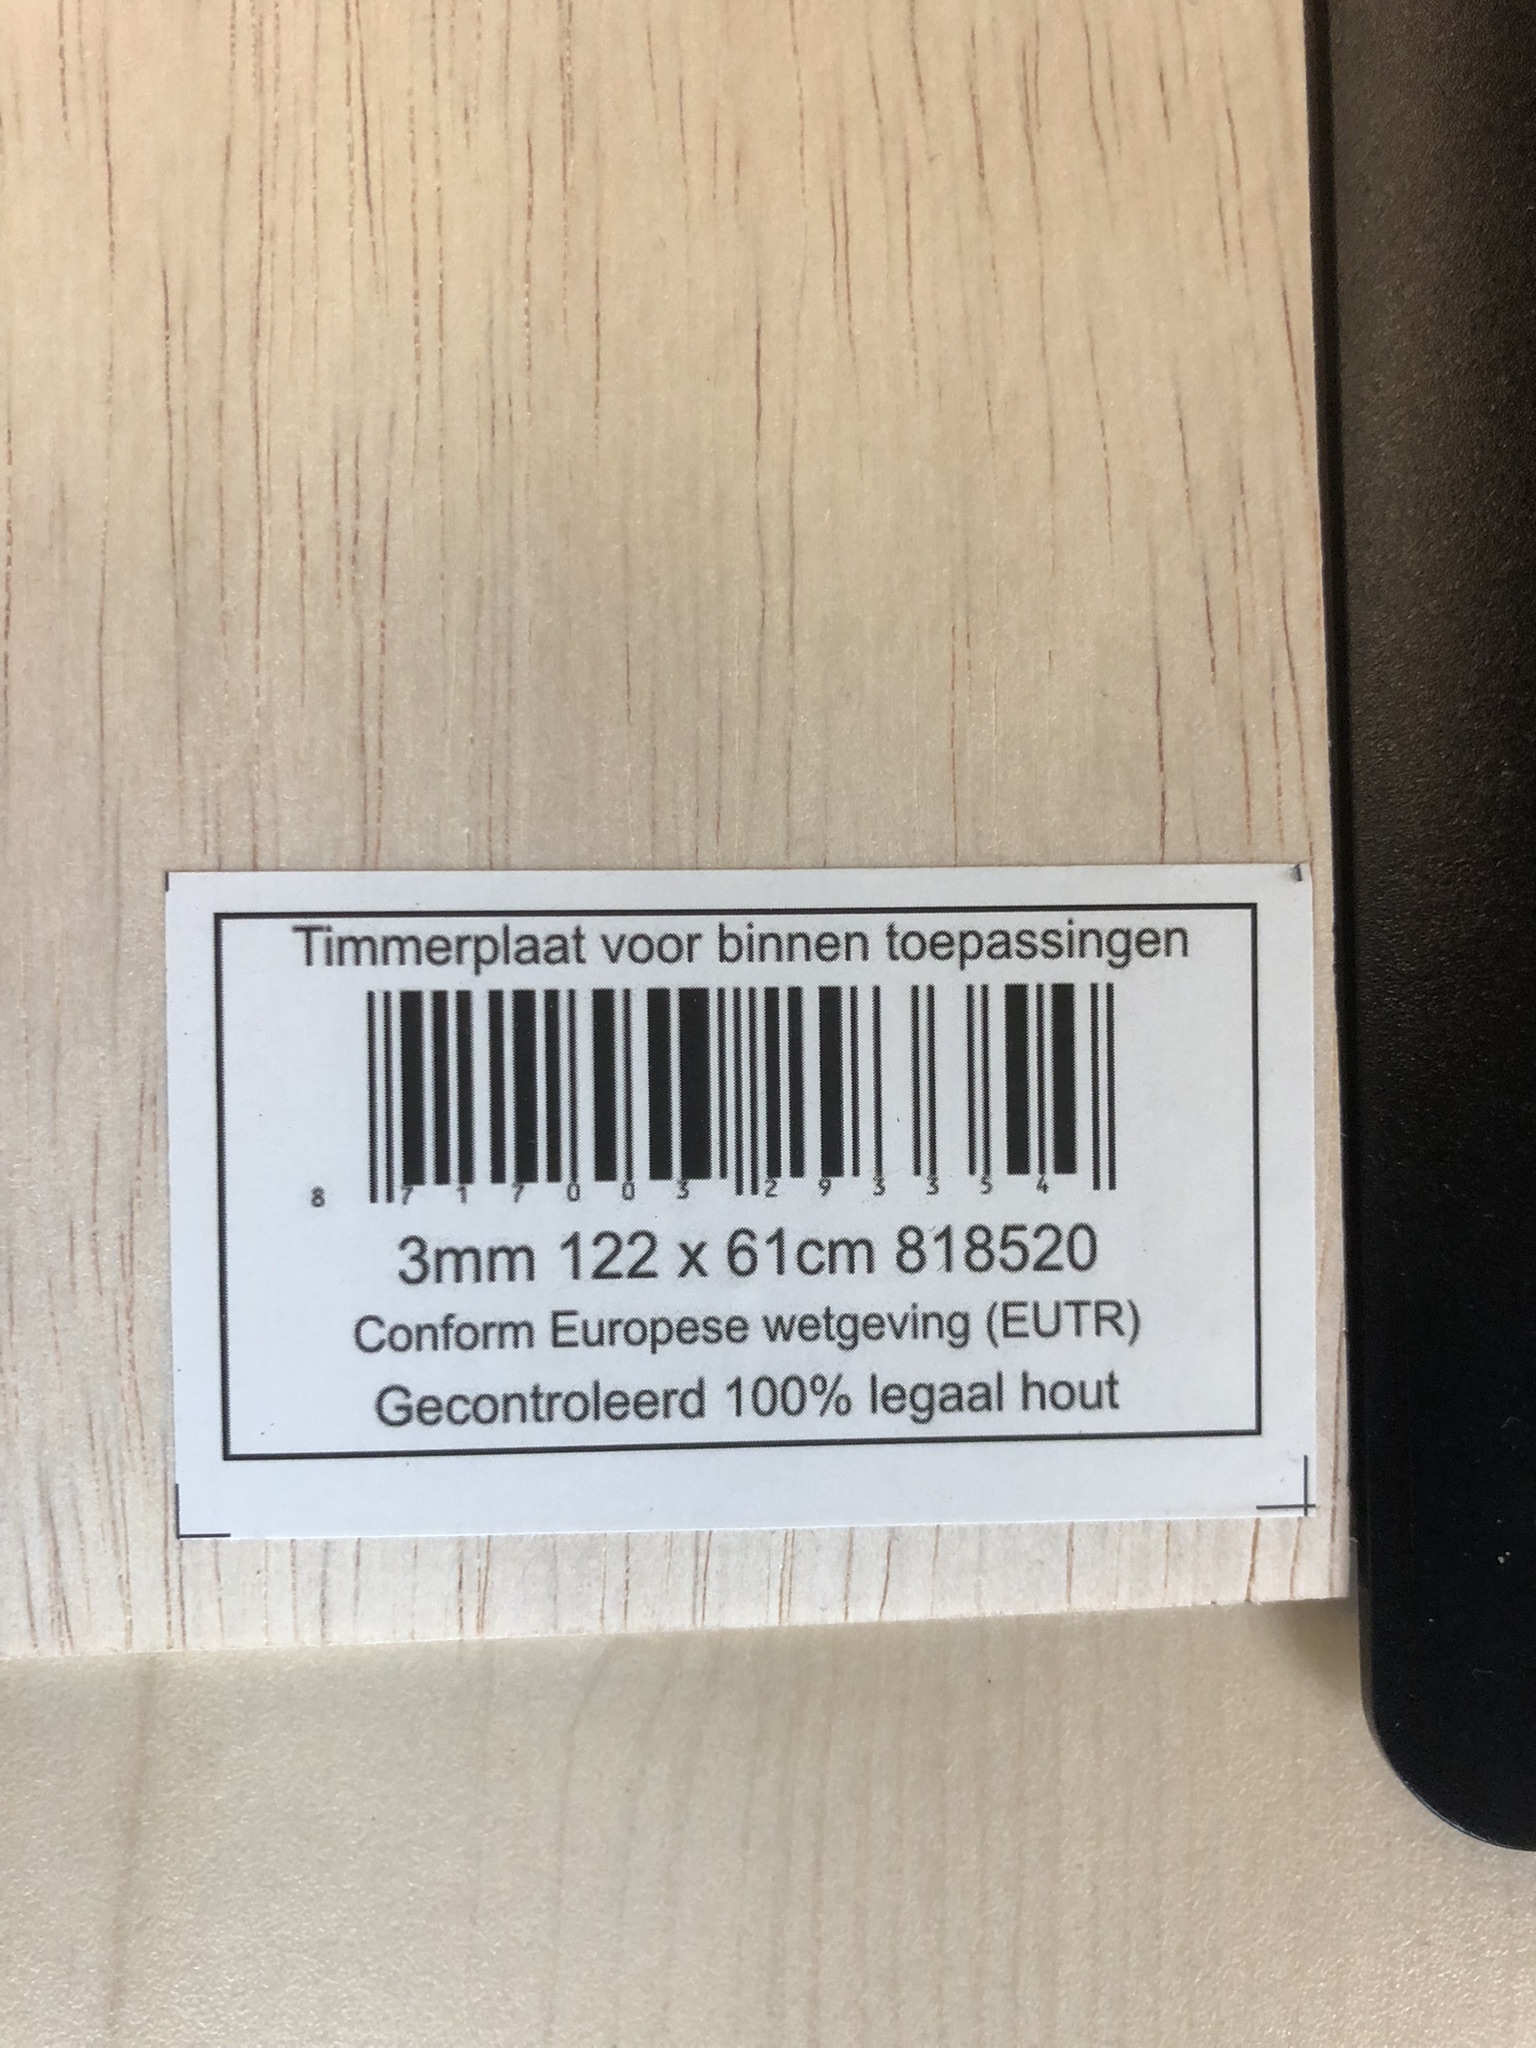 Timmerplaat voor binnen toepassingen
8 717003 293354
3mm 122 x 61cm 818520
Conform Europese wetgeving (EUTR)
Gecontroleerd 100% legaal hout